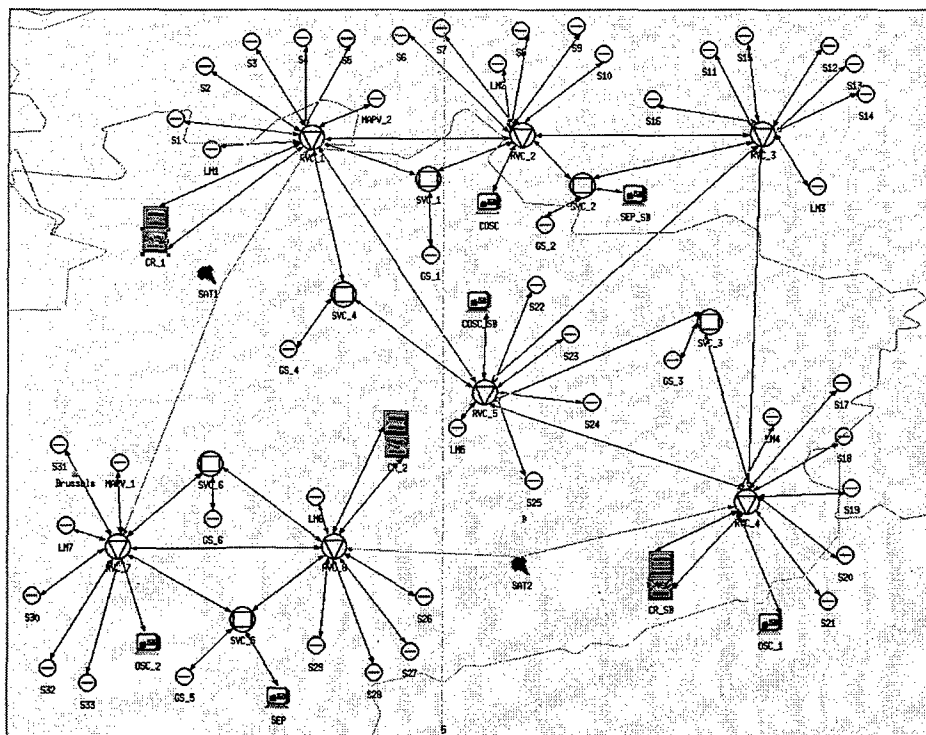 S7
S8
S9
S6
S3
S4
S5
S10
S11
S15
S12
S13
S14
S2
LM2
S16
S1
MAPV_2
LM1
RVC_1
RVC_2
RVC_3
LM3
SVC_1
SVC_2
COSC
SEP_SB
GS_2
CR_1
GS_1
SAT1
S22
SVC_4
COSC_SB
S23
SVC_3
GS_4
GS_3
RVC_5
S24
S17
LM5
LM4
S18
S31
Brussels
MAPV_1
SVC_6
S25
S19
GS_6
LM6
RVC_4
LM7
RVC_7
S20
SAT2
CR_SB
S30
S26
S21
OSC_2
SVC_5
S29
S27
OSC_1
S32
S33
GS_5
S28
SEP
5